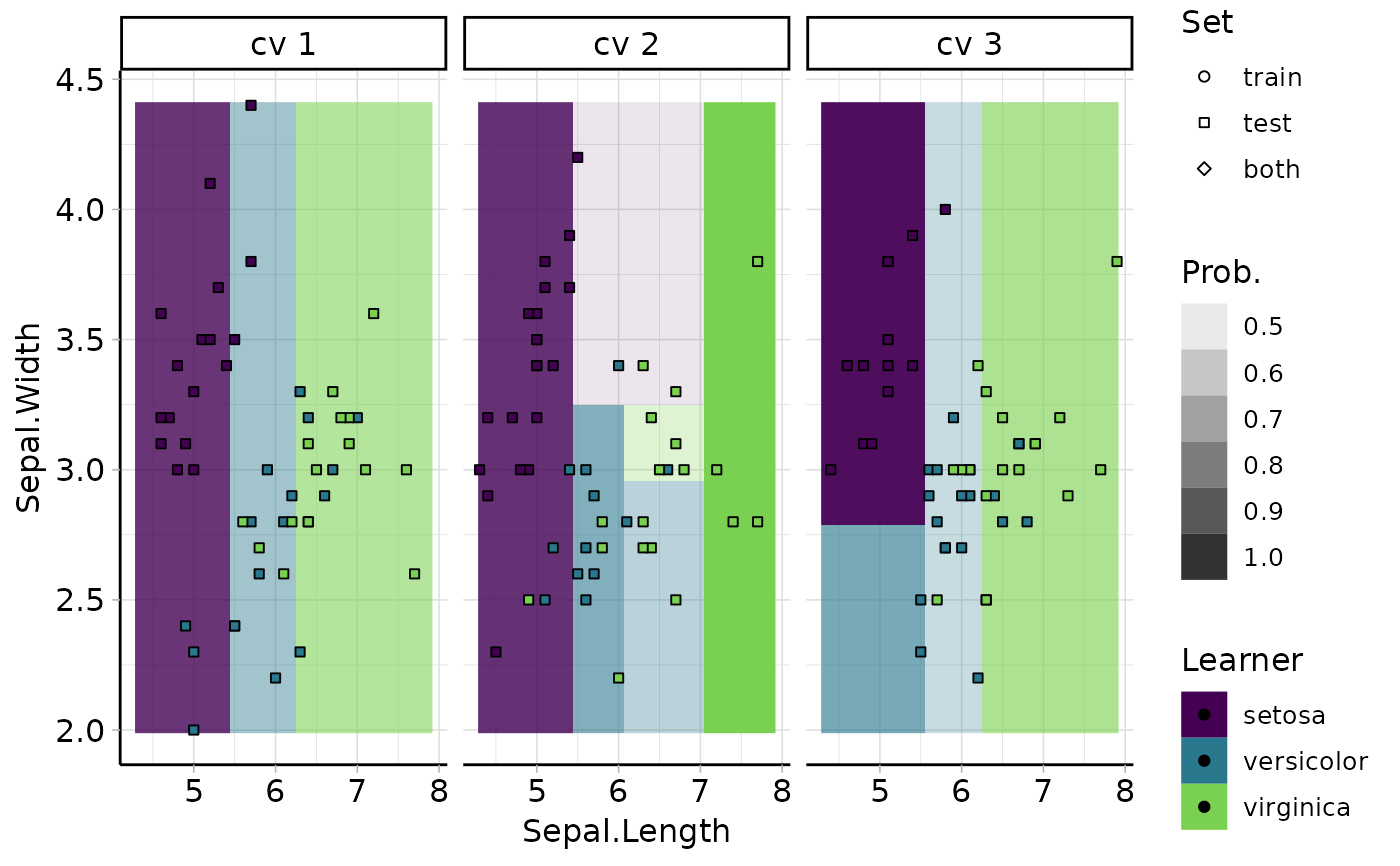 cv 1
cv 2
cv 3
4.5
4.0
3.5
3.0
2.5
2.0
Sepal.Width
5 6 7 8
5 6 7 8
5 6 7 8
Sepal.Length
Set
train
test
both
Prob.
0.5
0.6
0.7
0.8
0.9
1.0
Learner
setosa
versicolor
virginica